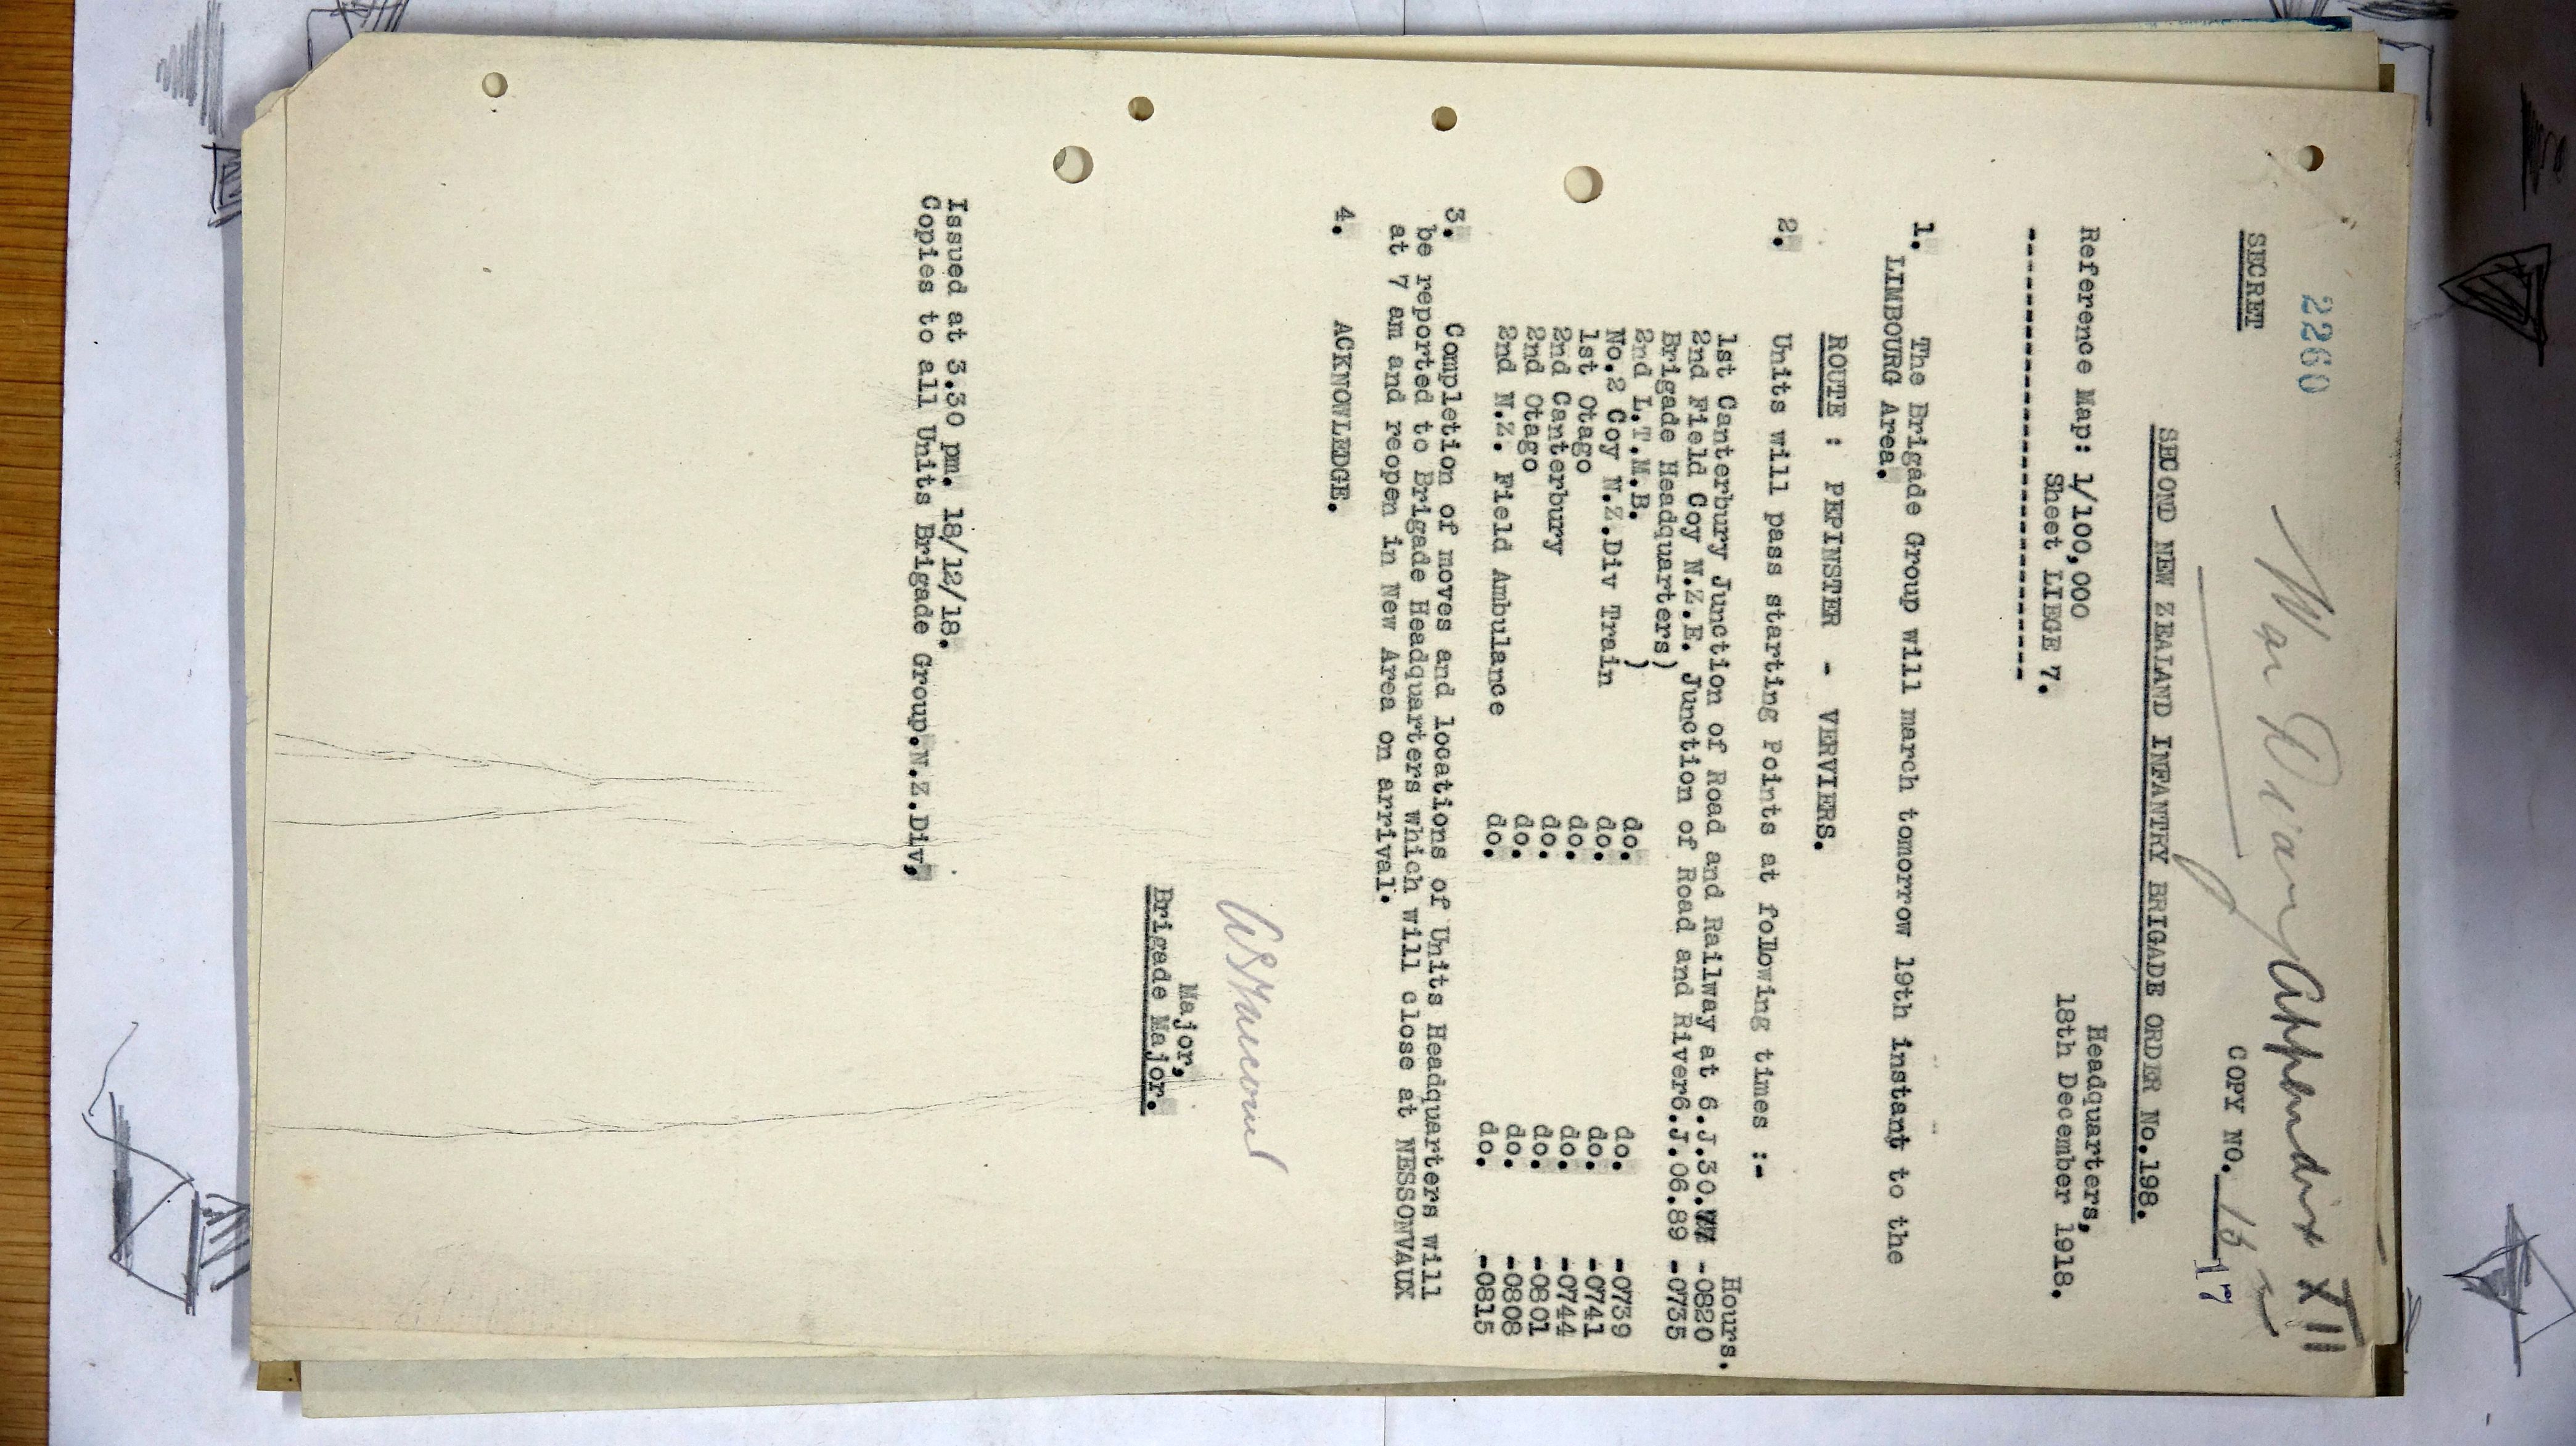 2260
War Diary Appendix XII
SECRET
COPY NO. 13
17
SECOND NEW ZEALAND INFANTRY BRIGADE ORDER No.198.
Headquarters,
18th December 1918.
Reference Map: 1/100,000
Sheet LIEGE 7.
--------------------------------
1. The Brigade Group will march tomorrow 19th instant to the
LIMBOURG Area.
ROUTE : PEPINSTER - VERVIERS.
2. Units will pass starting Points at following times :-
Hours.
1st Canterbury Junction of Road and Railway at 6.J.30. -0820
2nd Field Coy N.Z.E. Junction of Road and River6.J.06.89 -0735
Brigade Headquarters)
2nd L.T.M.B. ) do. do. -0739
No.2 Coy N.Z.Div Train do. do. -0741
1st Otago do. do. -0744
2nd Canterbury do. do. -0801
2nd Otago do. do. -0808
2nd N.Z. Field Ambulance do. do. -0815
3. Completion of moves and locations of Units Headquarters will
be reported to Brigade Headquarters which will close at NESSONVAUX
at 7 am and reopen in New Area on arrival.
4. ACKNOWLEDGE.
Major,
Brigade Major.
Issued at 3.30 pm. 18/12/18.
Copies to all Units Brigade Group.N.Z.Div,